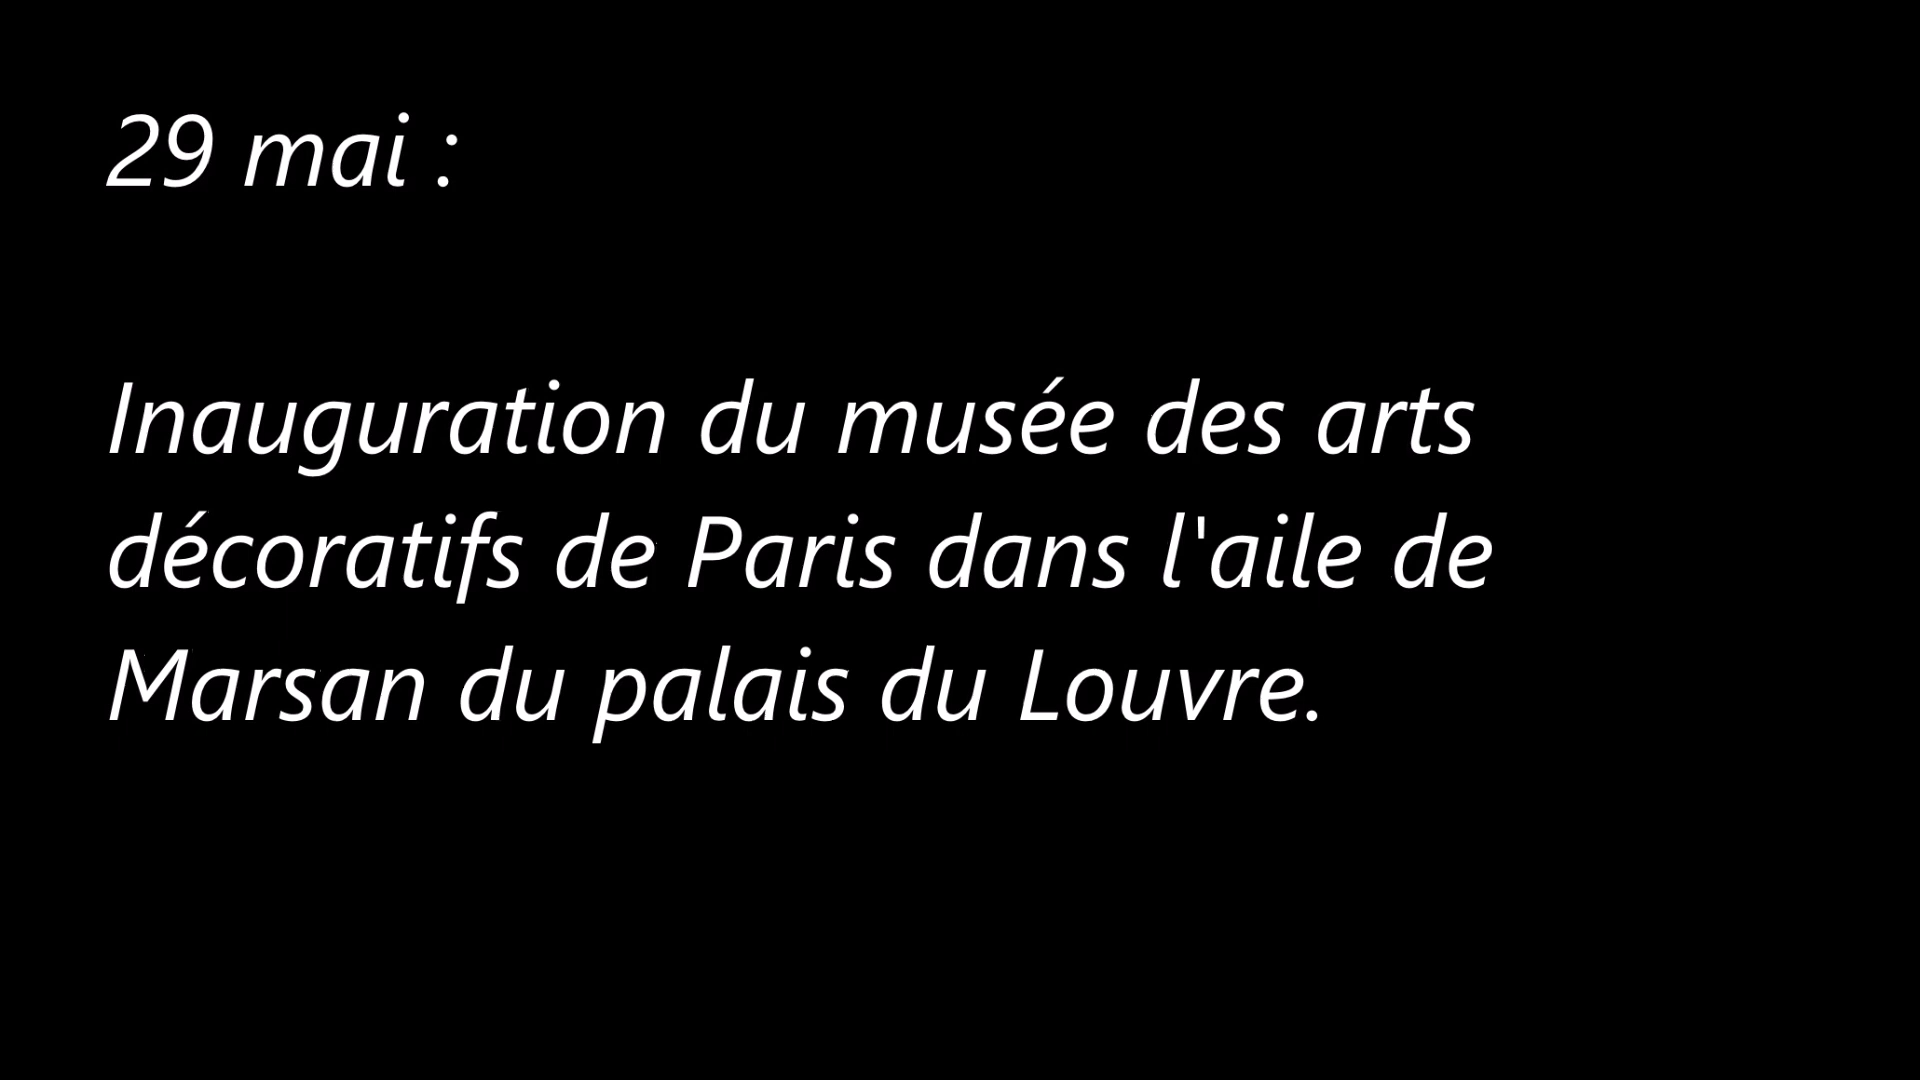 29 mai :
Inauguration du musée des arts
décoratifs de Paris dans l'aile de
Marsan du palais du Louvre.